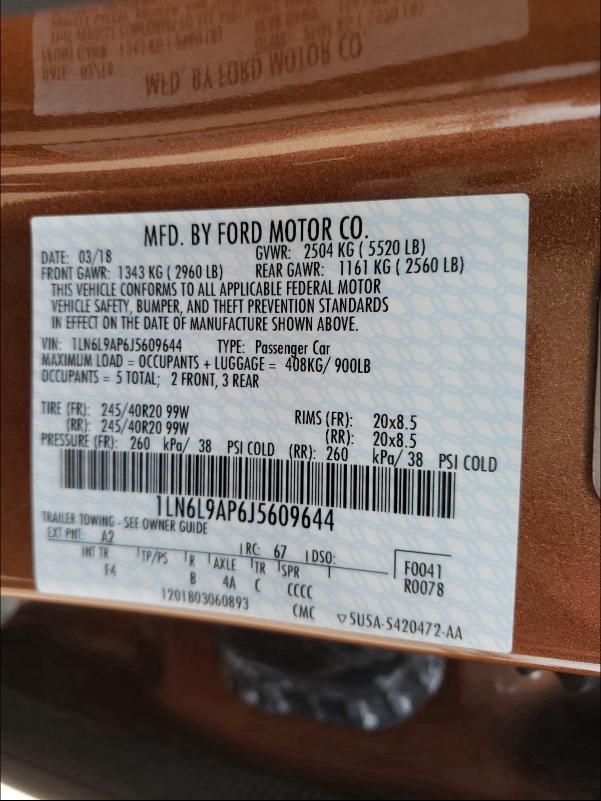 MFD. BY FORD MOTOR CO.
DATE: 03/18 GVWR: 2504 KG ( 5520 LB)
FRONT GAWR: 1343 KG ( 2960 LB) REAR GAWR: 1161 KG ( 2560 LB)
THIS VEHICLE CONFORMS TO ALL APPLICABLE FEDERAL MOTOR
VEHICLE SAFETY, BUMPER, AND THEFT PREVENTION STANDARDS
IN EFFECT ON THE DATE OF MANUFACTURE SHOWN ABOVE.
VIN: 1LN6L9AP6J5609644 TYPE: Passenger Car
MAXIMUM LOAD = OCCUPANTS + LUGGAGE = 408KG/ 900LB
OCCUPANTS = 5 TOTAL; 2 FRONT, 3 REAR
TIRE (FR): 245/40R20 99W RIMS (FR): 20x8.5
(RR): 245/40R20 99W (RR): 20x8.5
PRESSURE (FR): 260 kPa/ 38 PSI COLD (RR): 260 kPa/ 38 PSI COLD
1LN6L9AP6J5609644
TRAILER TOWING - SEE OWNER GUIDE
EXT PNT: A2 RC: 67 DSO:
INT TR TP/PS R AXLE TR SPR F0041
F4 B 4A C CCCC R0078
1201803060893 CMC ▽5U5A-5420472-AA